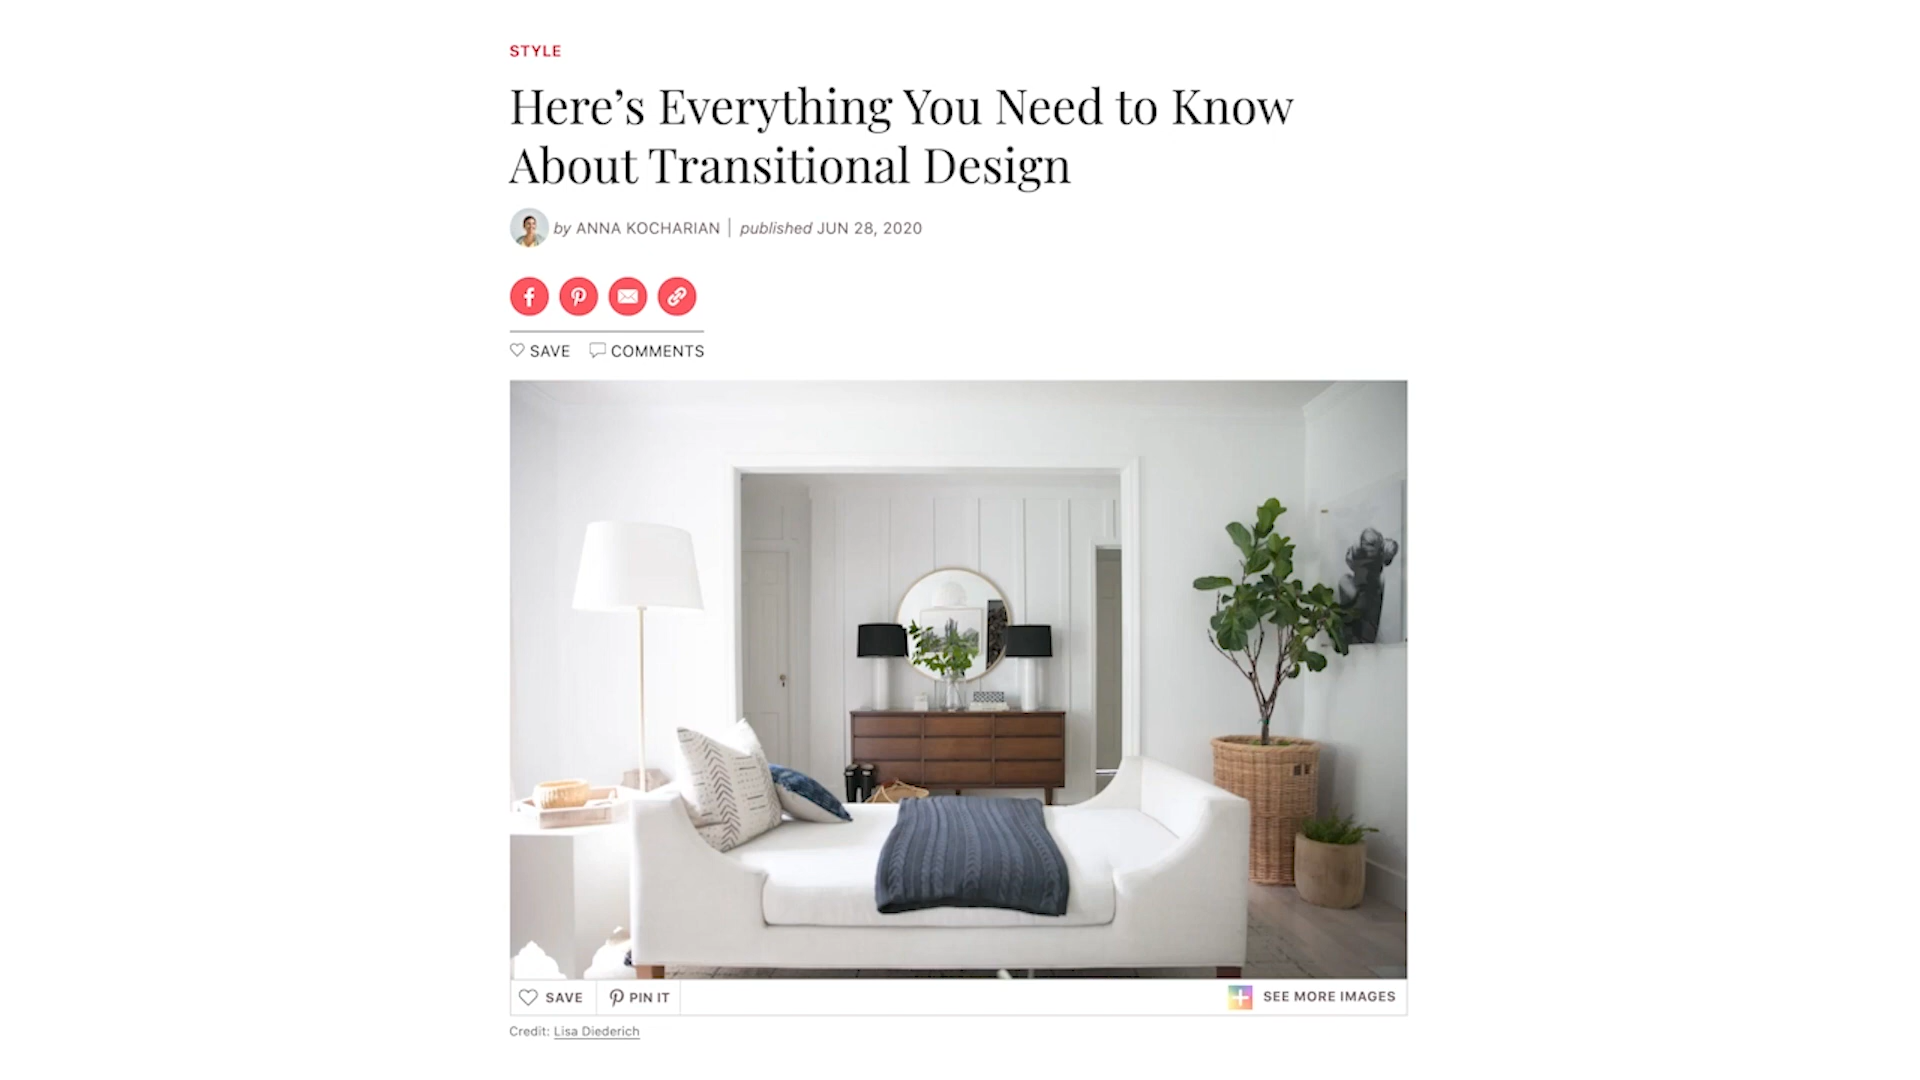 STYLE
Here’s Everything You Need to Know
About Transitional Design
by ANNA KOCHARIAN | published JUN 28, 2020
SAVE COMMENTS
SAVE PIN IT SEE MORE IMAGES
Credit: Lisa Diederich